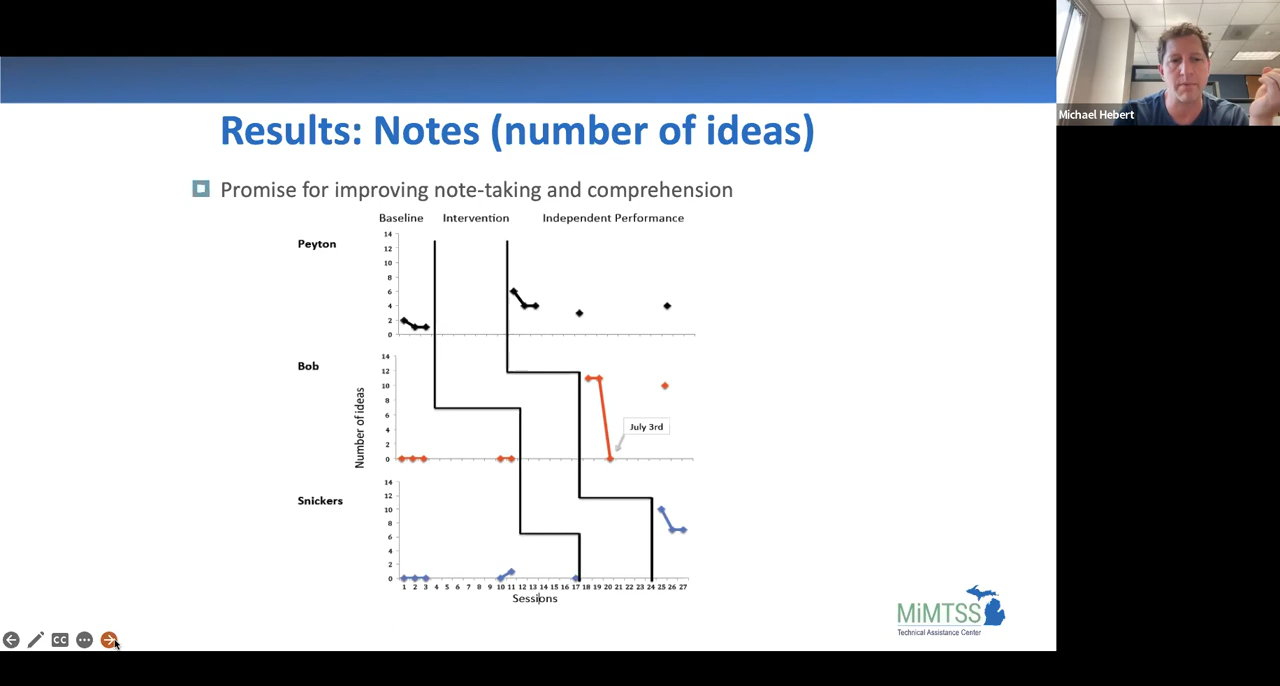 Michael Hebert
Results: Notes (number of ideas)
Promise for improving note-taking and comprehension
Baseline Intervention Independent Performance
Peyton
14
12
10
8
6
4
2
0
Bob
14
12
10
8
6
4
2
0
July 3rd
Number of ideas
Snickers
14
12
10
8
6
4
2
0
1 2 3 4 5 6 7 8 9 10 11 12 13 14 15 16 17 18 19 20 21 22 23 24 25 26 27
Sessions
MiMTSS
Technical Assistance Center
CC